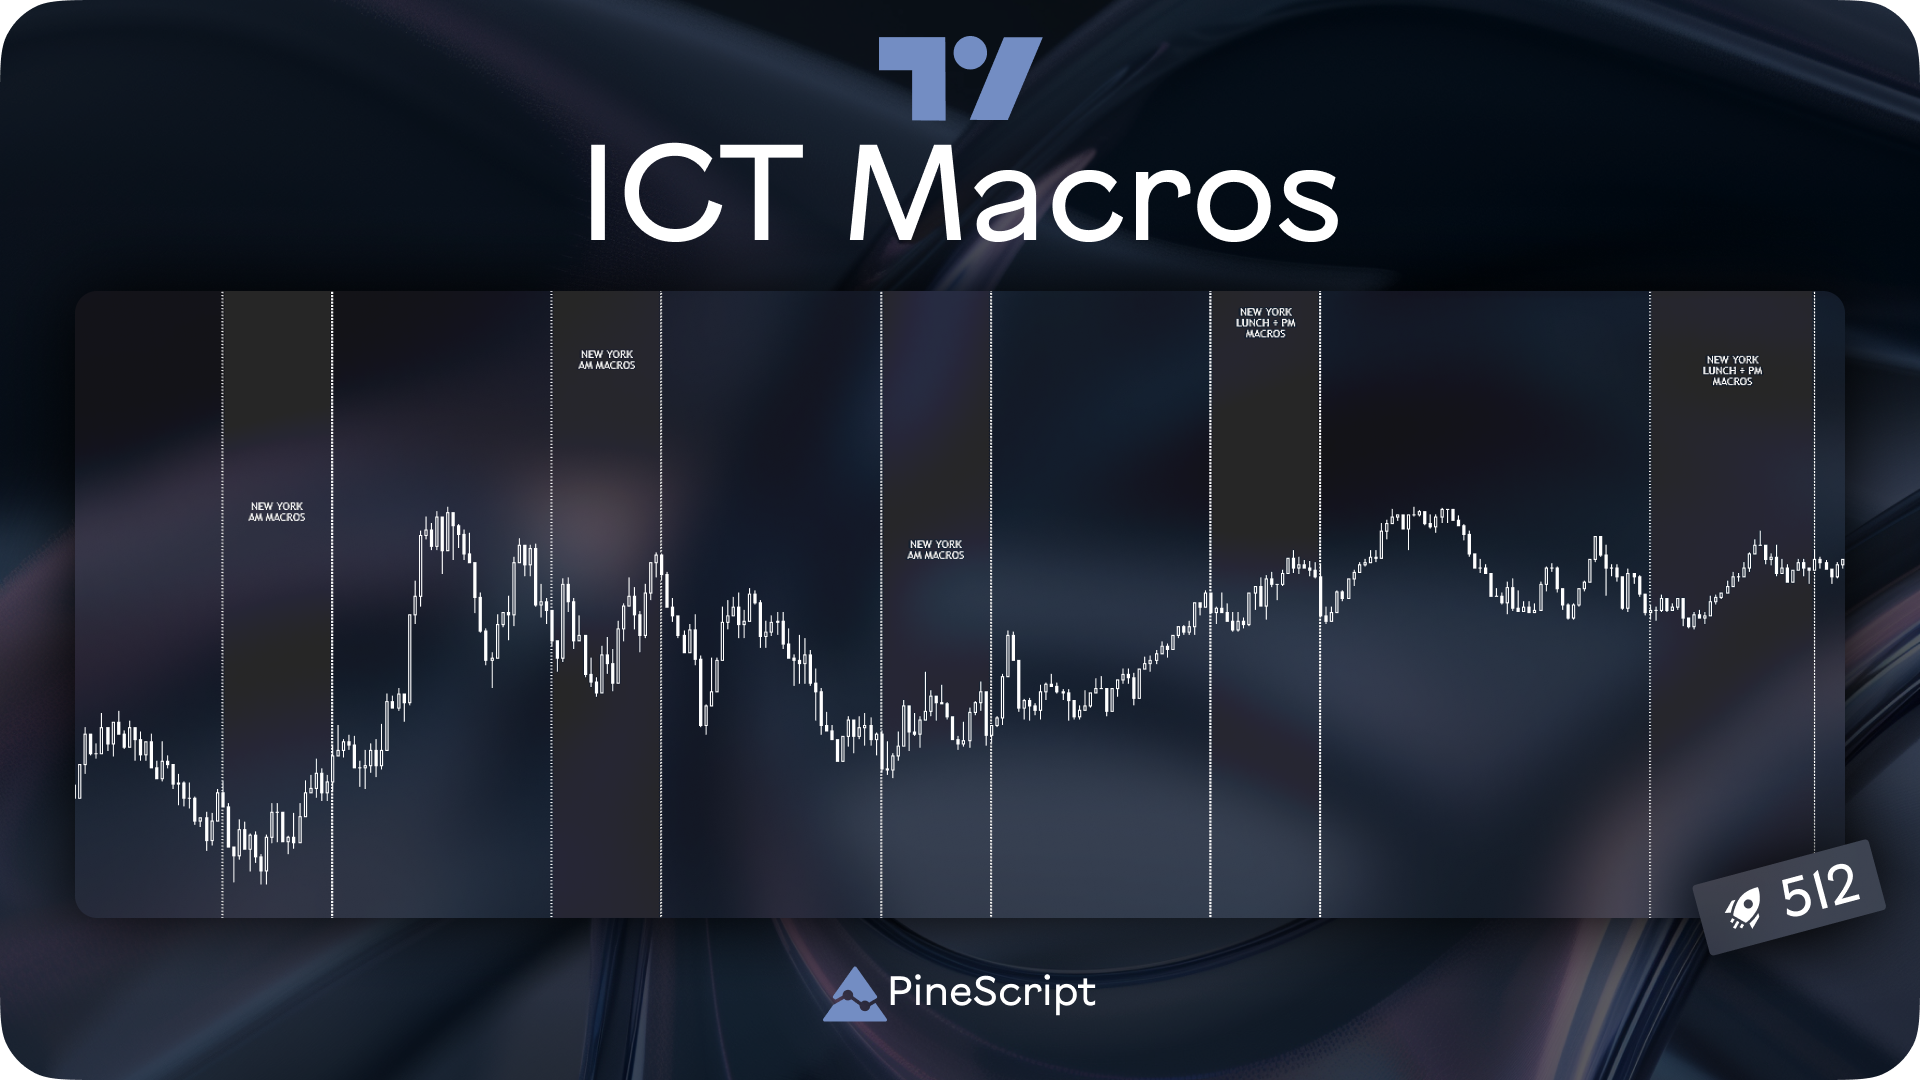 ICT Macros
NEW YORK
AM MACROS
NEW YORK
AM MACROS
NEW YORK
AM MACROS
NEW YORK
LUNCH + PM
MACROS
NEW YORK
LUNCH + PM
MACROS
512
PineScript